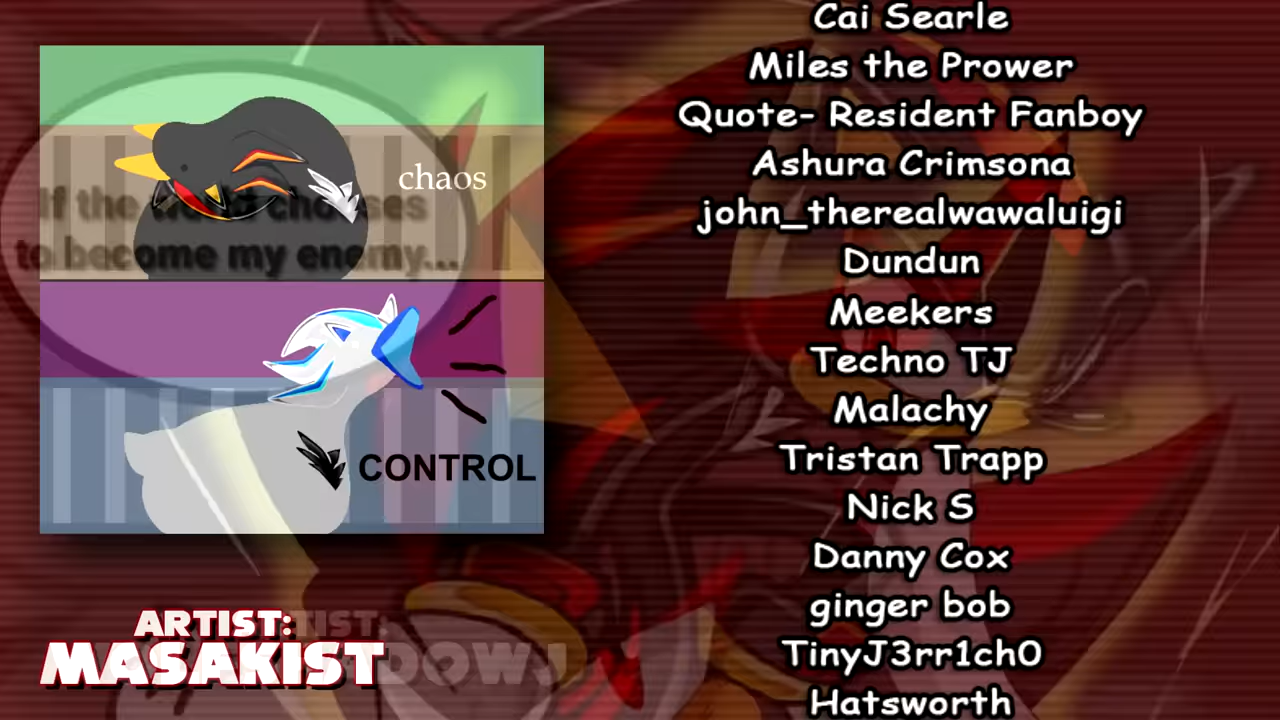 chaos
If the world chooses
to become my enemy....
CONTROL
ARTIST:
MASAKIST
Cai Searle
Miles the Prower
Quote- Resident Fanboy
Ashura Crimsona
john_therealwawaluigi
Dundun
Meekers
Techno TJ
Malachy
Tristan Trapp
Nick S
Danny Cox
ginger bob
TinyJ3rr1ch0
Hatsworth